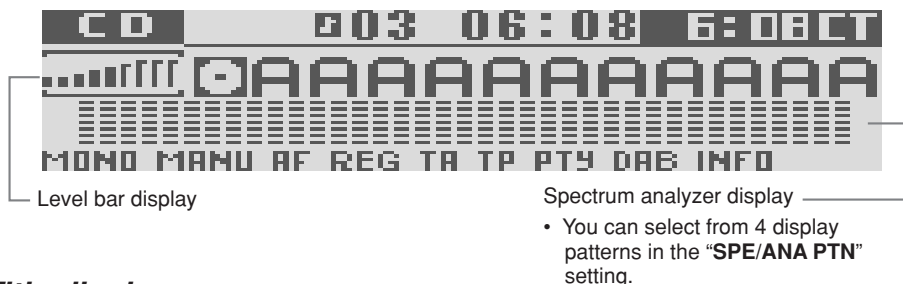 CD 03 06:08 6:08CT
AAAAAAAAAAA
MONO MANU AF REG TA TP PTY DAB INFO
Level bar display
Spectrum analyzer display
• You can select from 4 display
patterns in the “SPE/ANA PTN”
setting.